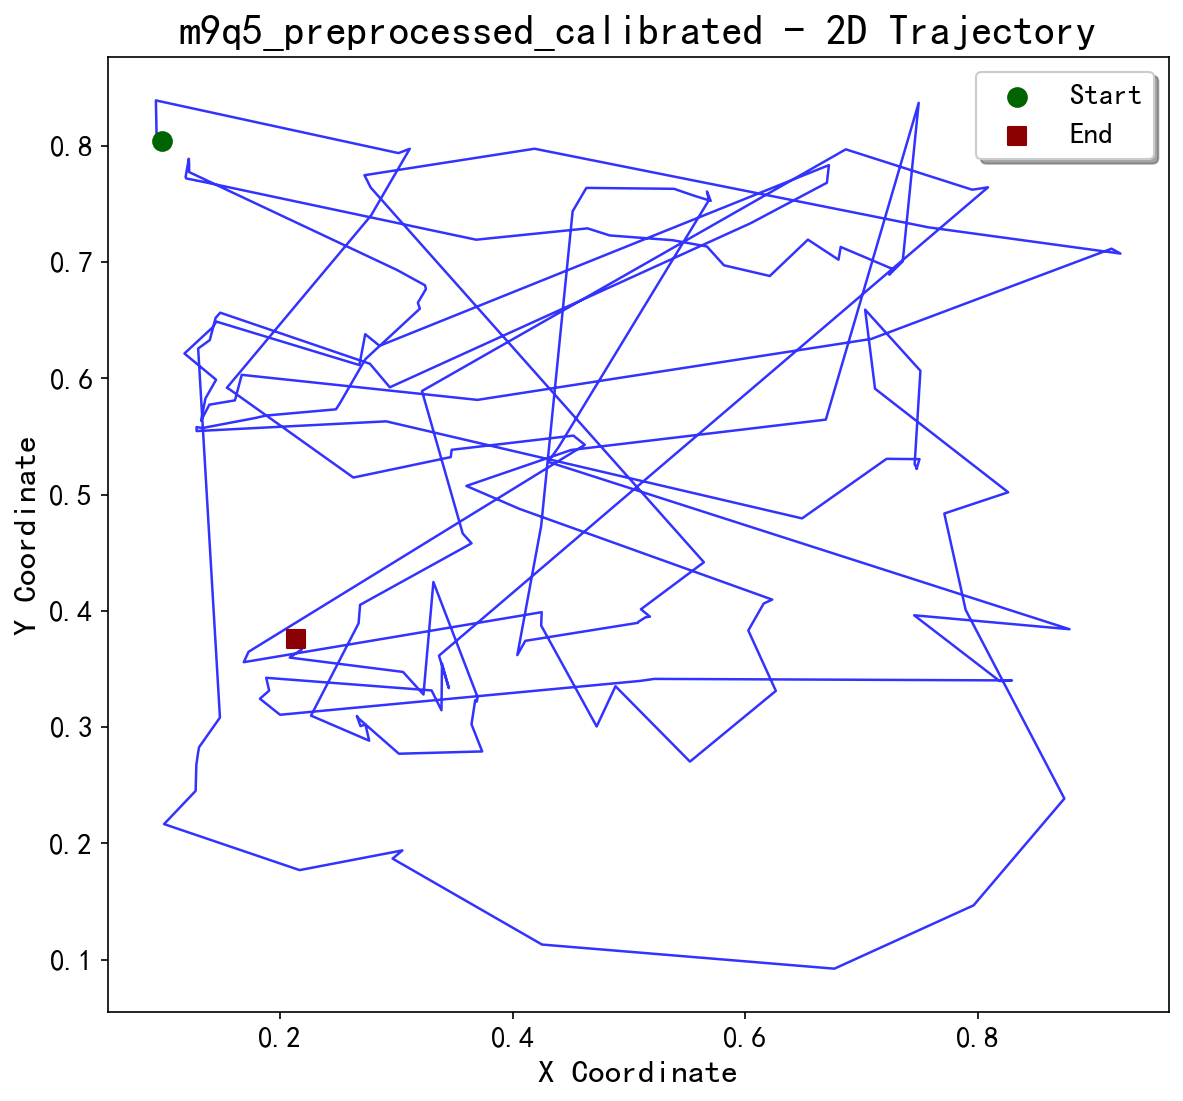 m9q5_preprocessed_calibrated - 2D Trajectory
Start
End
0.8
0.7
0.6
0.5
0.4
0.3
0.2
0.1
Y Coordinate
0.2 0.4 0.6 0.8
X Coordinate